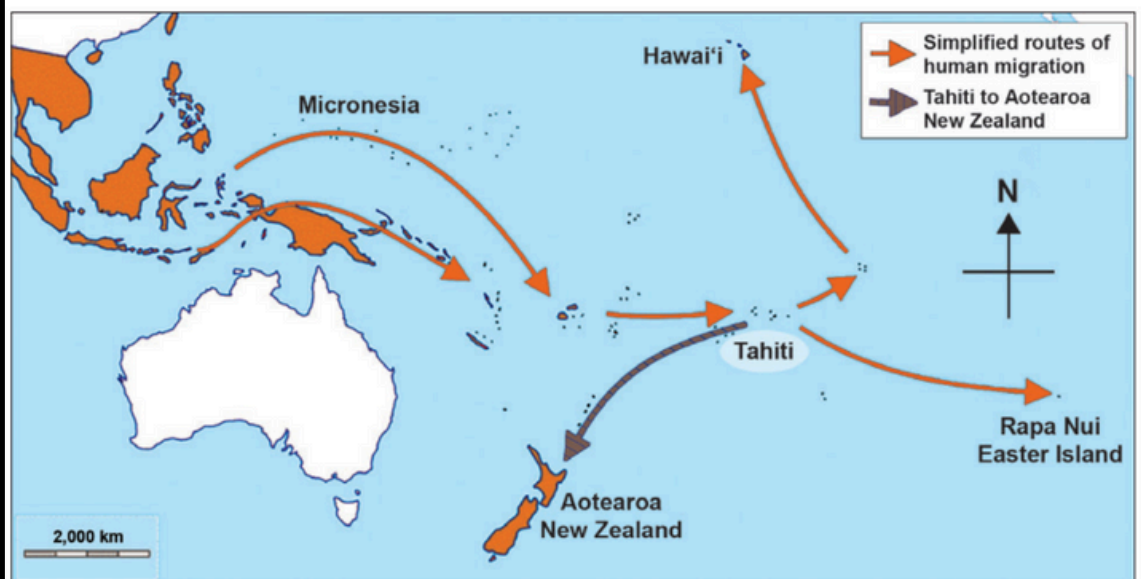 Simplified routes of
human migration
Tahiti to Aotearoa
New Zealand
Hawai‘i
Micronesia
N
Tahiti
Rapa Nui
Easter Island
Aotearoa
New Zealand
2,000 km